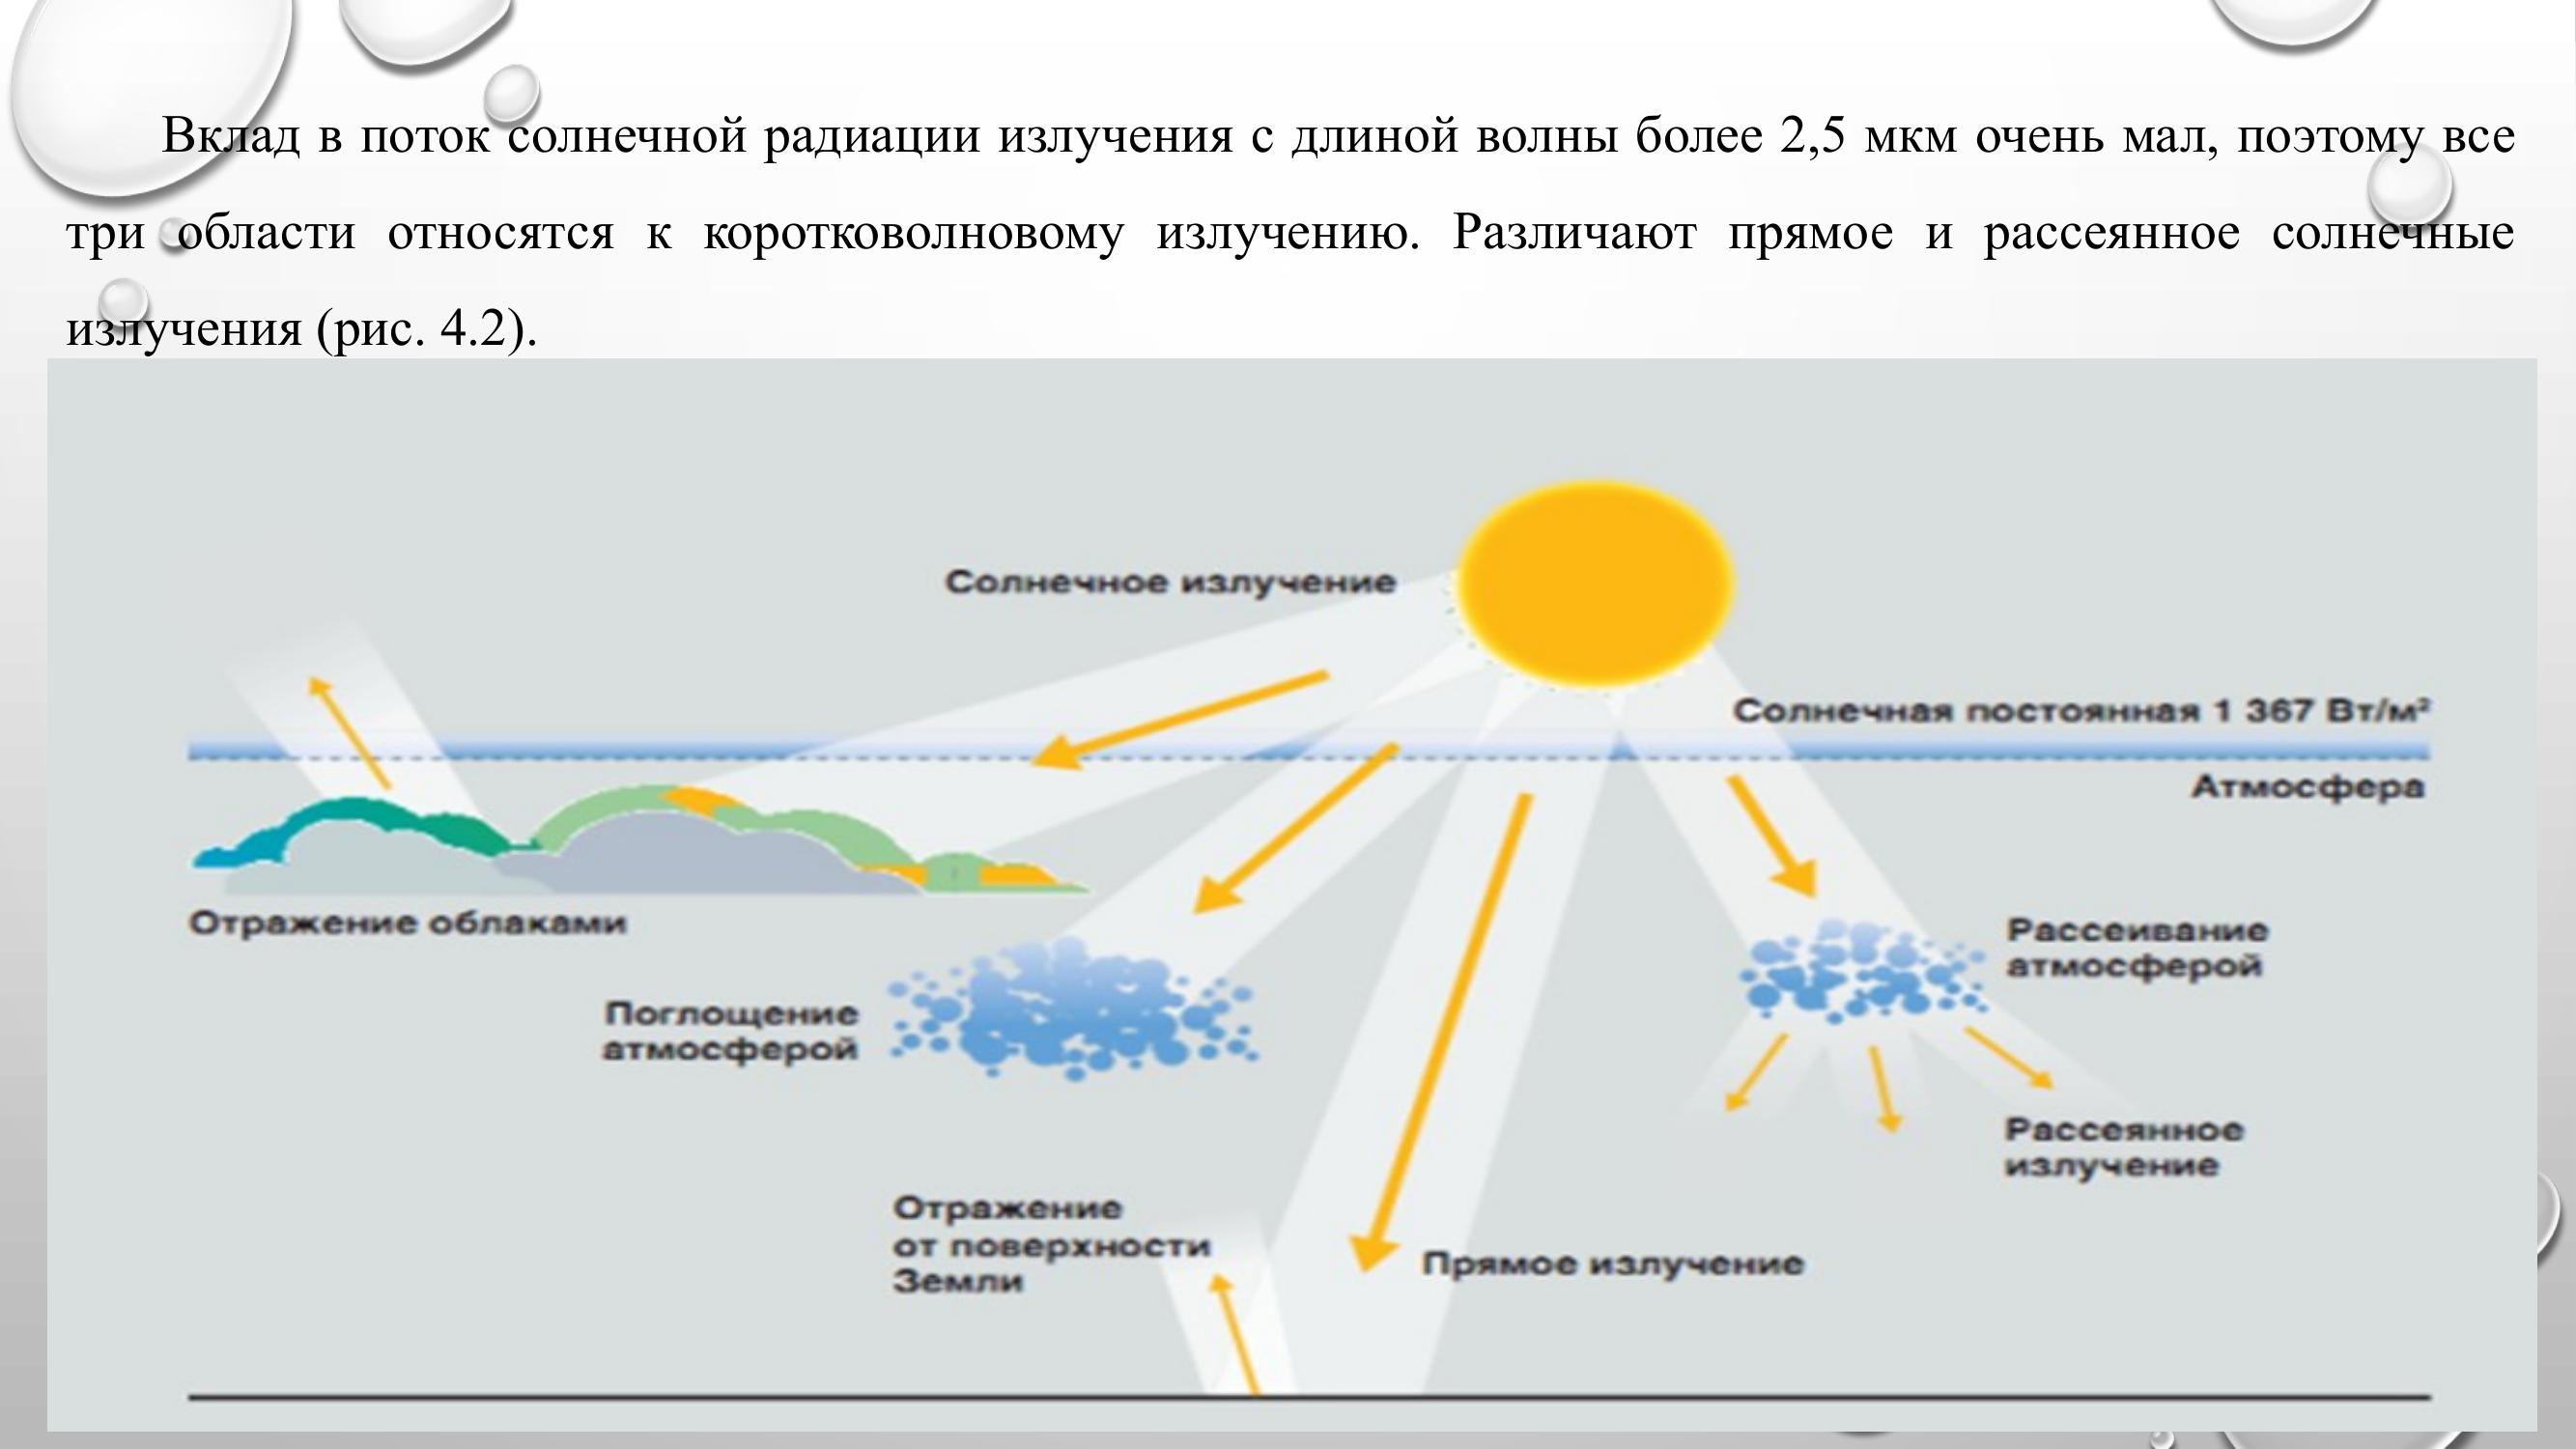 Вклад в поток солнечной радиации излучения с длиной волны более 2,5 мкм очень мал, поэтому все
три области относятся к коротковолновому излучению. Различают прямое и рассеянное солнечные
излучения (рис. 4.2).
Солнечное излучение
Солнечная постоянная 1 367 Вт/м²
Атмосфера
Отражение облаками
Рассеивание
атмосферой
Поглощение
атмосферой
Рассеянное
излучение
Отражение
от поверхности
Земли
Прямое излучение